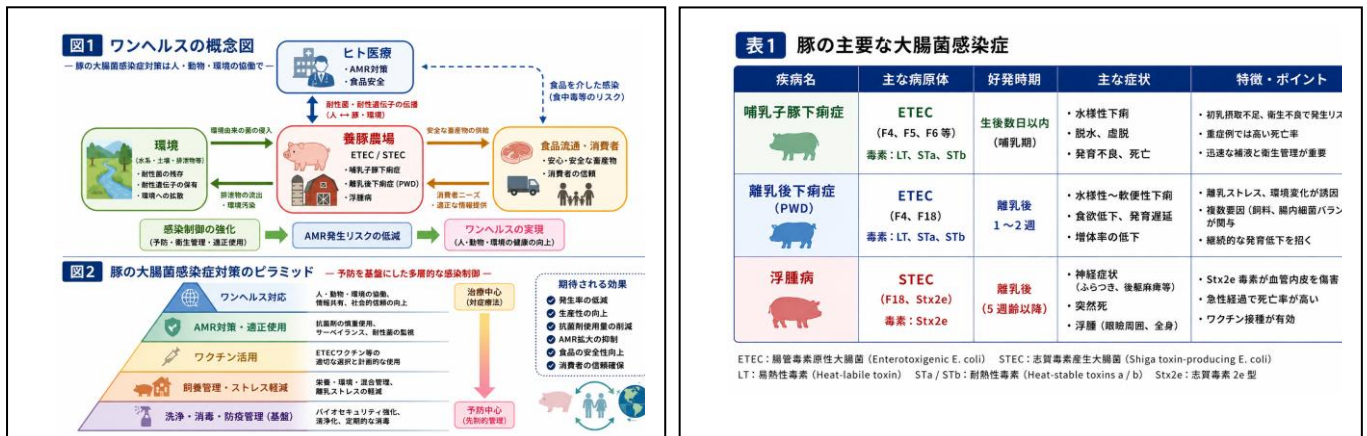 図1 ワンヘルスの概念図
― 豚の大腸菌感染症対策は人・動物・環境の協働で ―
ヒト医療
・AMR対策
・食品安全
食品を介した感染
(食中毒等のリスク)
耐性菌・耐性遺伝子の伝播
(人 ↔ 豚・環境)
環境
(水系・土壌・排泄物等)
・耐性菌の残存
・耐性遺伝子の保有
・環境への拡散
環境由来の菌の侵入
排泄物の流出
・環境汚染
養豚農場
ETEC / STEC
・哺乳子豚下痢症
・離乳後下痢症 (PWD)
・浮腫病
安全な畜産物の供給
消費者ニーズ
・適正な情報提供
食品流通・消費者
・安心・安全な畜産物
・消費者の信頼
感染制御の強化
(予防・衛生管理・適正使用)
AMR発生リスクの低減
ワンヘルスの実現
(人・動物・環境の健康の向上)
図2 豚の大腸菌感染症対策のピラミッド ― 予防を基盤にした多層的な感染制御 ―
ワンヘルス対応
人・動物・環境の協働、
情報共有、社会的信頼の向上
AMR対策・適正使用
抗菌剤の慎重使用、
サーベイランス、耐性菌の監視
ワクチン活用
ETECワクチン等の
適切な選択と計画的な使用
飼養管理・ストレス軽減
栄養・環境・混合管理、
離乳ストレスの軽減
洗浄・消毒・防疫管理 (基盤)
バイオセキュリティ強化、
清浄化、定期的な消毒
治療中心
(対症療法)
予防中心
(先制的管理)
期待される効果
発生率の低減
生産性の向上
抗菌剤使用量の削減
AMR拡大の抑制
食品の安全性向上
消費者の信頼確保
表1 豚の主要な大腸菌感染症
疾病名 主な病原体 好発時期 主な症状 特徴・ポイント
哺乳子豚下痢症
ETEC
(F4、F5、F6 等)
毒素：LT、STa、STb
生後数日以内
(哺乳期)
・水様性下痢
・脱水、虚脱
・発育不良、死亡
・初乳摂取不足、衛生不良で発生リス
・重症例では高い死亡率
・迅速な補液と衛生管理が重要
離乳後下痢症
(PWD)
ETEC
(F4、F18)
毒素：LT、STa、STb
離乳後
1～2週
・水様性～軟便性下痢
・食欲低下、発育遅延
・増体率の低下
・離乳ストレス、環境変化が誘因
・複数要因 (飼料、腸内細菌バラン
が関与
・継続的な発育低下を招く
浮腫病
STEC
(F18、Stx2e)
毒素：Stx2e
離乳後
(5週齢以降)
・神経症状
(ふらつき、後躯麻痺等)
・突然死
・浮腫 (眼瞼周囲、全身)
・Stx2e 毒素が血管内皮を傷害
・急性経過で死亡率が高い
・ワクチン接種が有効
ETEC：腸管毒素原性大腸菌 (Enterotoxigenic E. coli) STEC：志賀毒素産生大腸菌 (Shiga toxin-producing E. coli)
LT：易熱性毒素 (Heat-labile toxin) STa / STb：耐熱性毒素 (Heat-stable toxins a / b) Stx2e：志賀毒素 2e 型